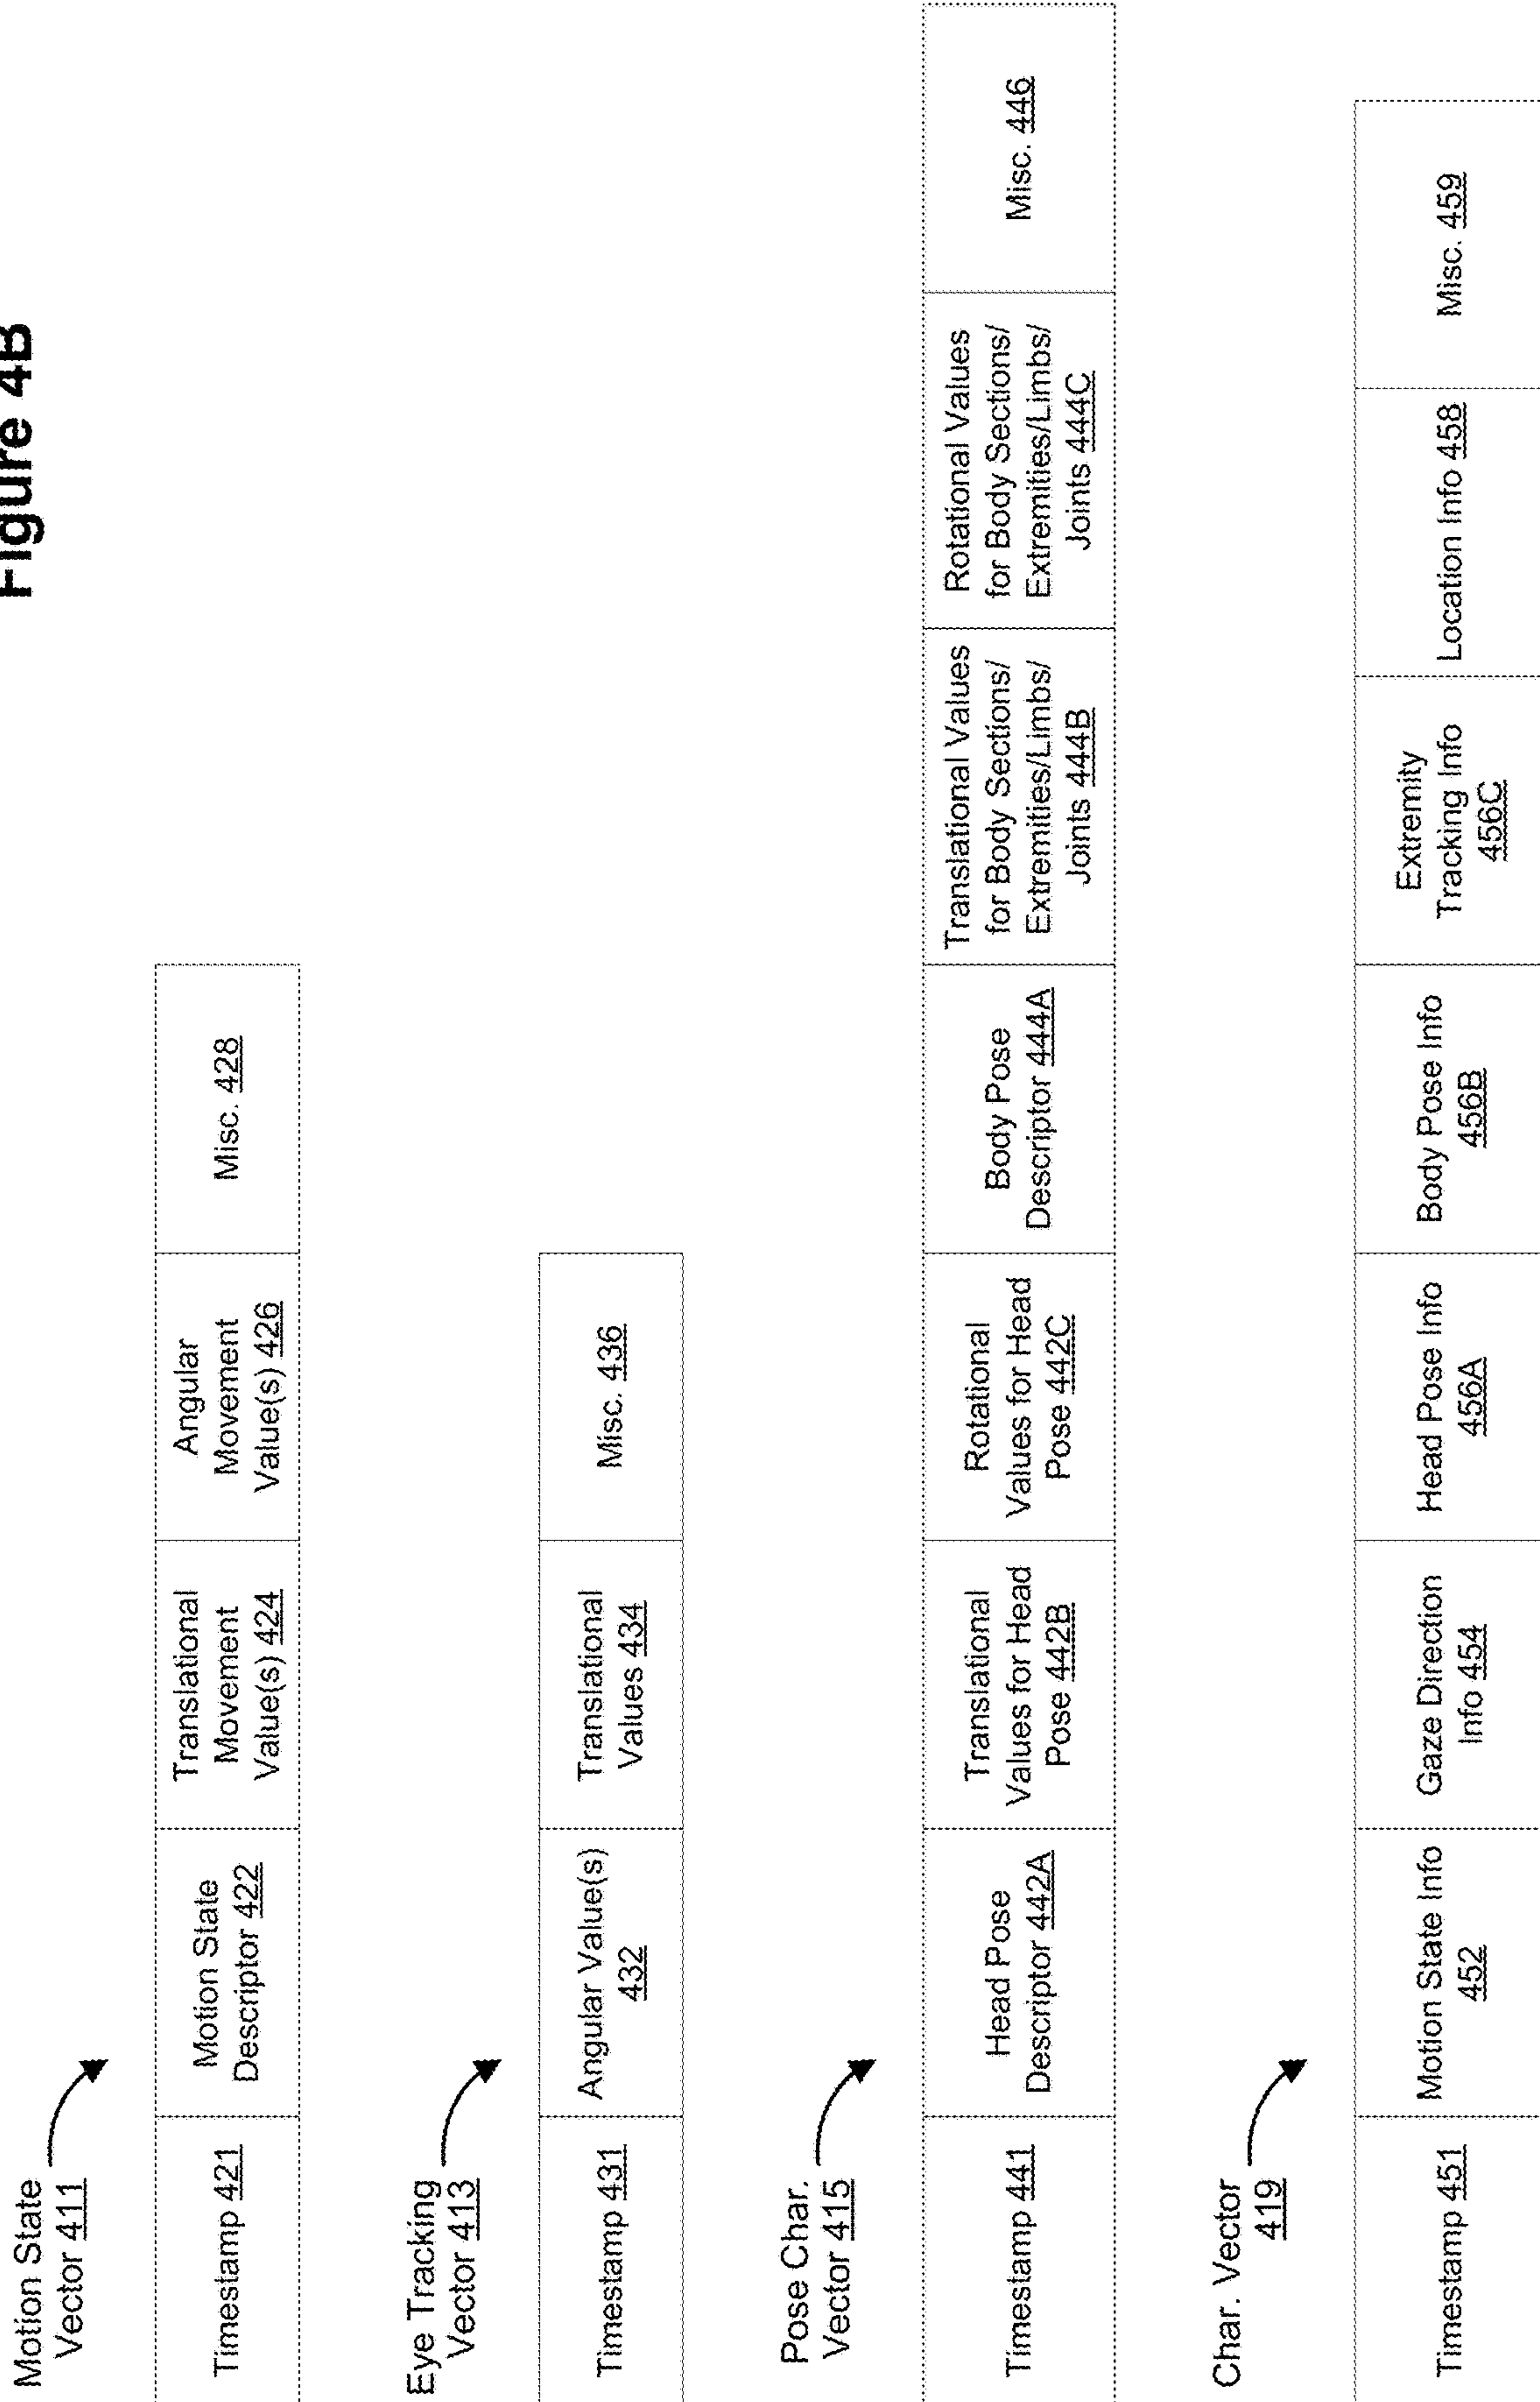 Figure 4B
Motion State
Vector 411
Timestamp 421
Motion State
Descriptor 422
Translational
Movement
Value(s) 424
Angular
Movement
Value(s) 426
Misc. 428
Eye Tracking
Vector 413
Timestamp 431
Angular Value(s)
432
Translational
Values 434
Misc. 436
Pose Char.
Vector 415
Timestamp 441
Head Pose
Descriptor 442A
Translational
Values for Head
Pose 442B
Rotational
Values for Head
Pose 442C
Body Pose
Descriptor 444A
Translational Values
for Body Sections/
Extremities/Limbs/
Joints 444B
Rotational Values
for Body Sections/
Extremities/Limbs/
Joints 444C
Misc. 446
Char. Vector
419
Timestamp 451
Motion State Info
452
Gaze Direction
Info 454
Head Pose Info
456A
Body Pose Info
456B
Extremity
Tracking Info
456C
Location Info 458
Misc. 459